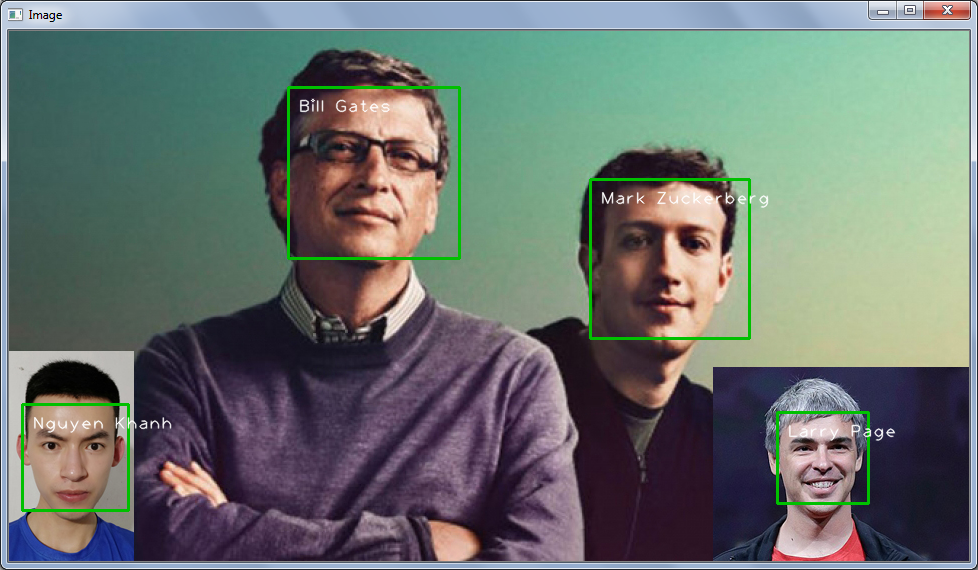 Image
Bill Gates
Mark Zuckerberg
Nguyen Khanh
Larry Page